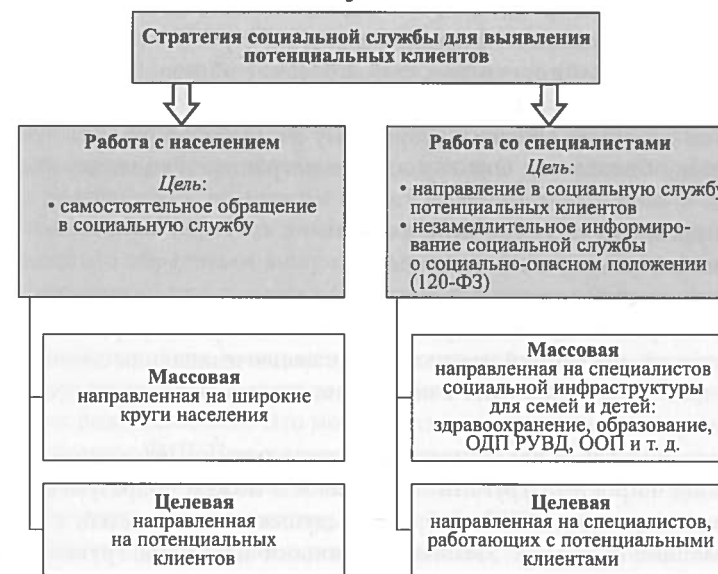 Стратегия социальной службы для выявления
потенциальных клиентов
Работа с населением
Цель:
• самостоятельное обращение
в социальную службу
Массовая
направленная на широкие
круги населения
Целевая
направленная
на потенциальных
клиентов
Работа со специалистами
Цель:
• направление в социальную службу
потенциальных клиентов
• незамедлительное информиро-
вание социальной службы
о социально-опасном положении
(120-ФЗ)
Массовая
направленная на специалистов
социальной инфраструктуры
для семей и детей:
здравоохранение, образование,
ОДП РУВД, ООП и т. д.
Целевая
направленная на специалистов,
работающих с потенциальными
клиентами